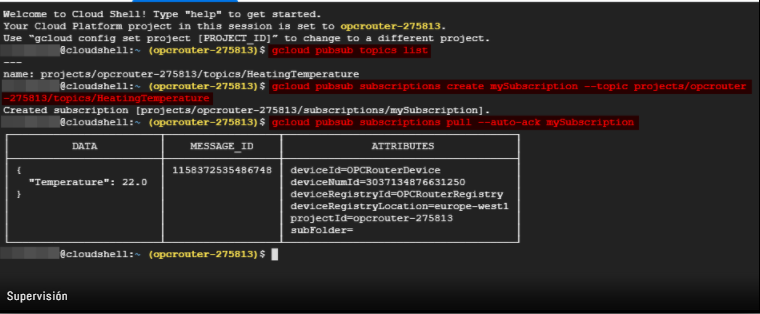 Welcome to Cloud Shell! Type "help" to get started.
Your Cloud Platform project in this session is set to opcrouter-275813.
Use “gcloud config set project [PROJECT_ID]” to change to a different project.
@cloudshell:~ (opcrouter-275813)$ gcloud pubsub topics list
---
name: projects/opcrouter-275813/topics/HeatingTemperature
@cloudshell:~ (opcrouter-275813)$ gcloud pubsub subscriptions create mySubscription --topic projects/opcrouter
-275813/topics/HeatingTemperature
Created subscription [projects/opcrouter-275813/subscriptions/mySubscription].
@cloudshell:~ (opcrouter-275813)$ gcloud pubsub subscriptions pull --auto-ack mySubscription
DATA MESSAGE_ID ATTRIBUTES
{ 1158372535486748 deviceId=OPCRouterDevice
"Temperature": 22.0 deviceNumId=3037134876631250
} deviceRegistryId=OPCRouterRegistry
deviceRegistryLocation=europe-west1
projectId=opcrouter-275813
subFolder=
@cloudshell:~ (opcrouter-275813)$
Supervisión